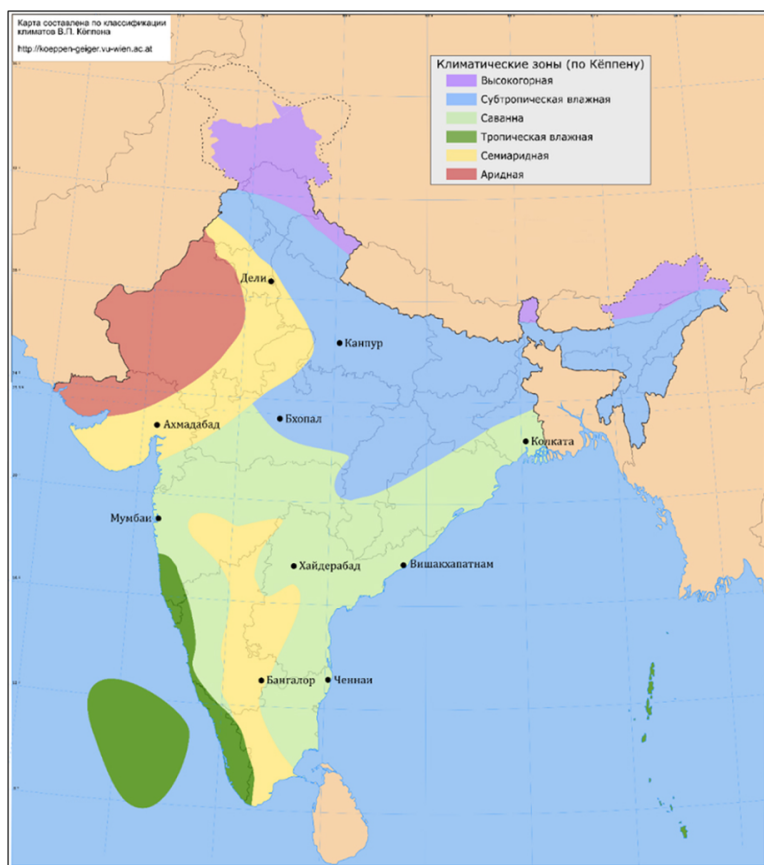 Карта составлена по классификации
климатов В.П. Кёппена
http://koeppen-geiger.vu-wien.ac.at
Климатические зоны (по Кёппену)
Высокогорная
Субтропическая влажная
Саванна
Тропическая влажная
Семиаридная
Аридная
Дели
Канпур
Ахмадабад
Бхопал
Колката
Мумбаи
Хайдерабад
Вишакхапатнам
Бангалор
Ченнаи